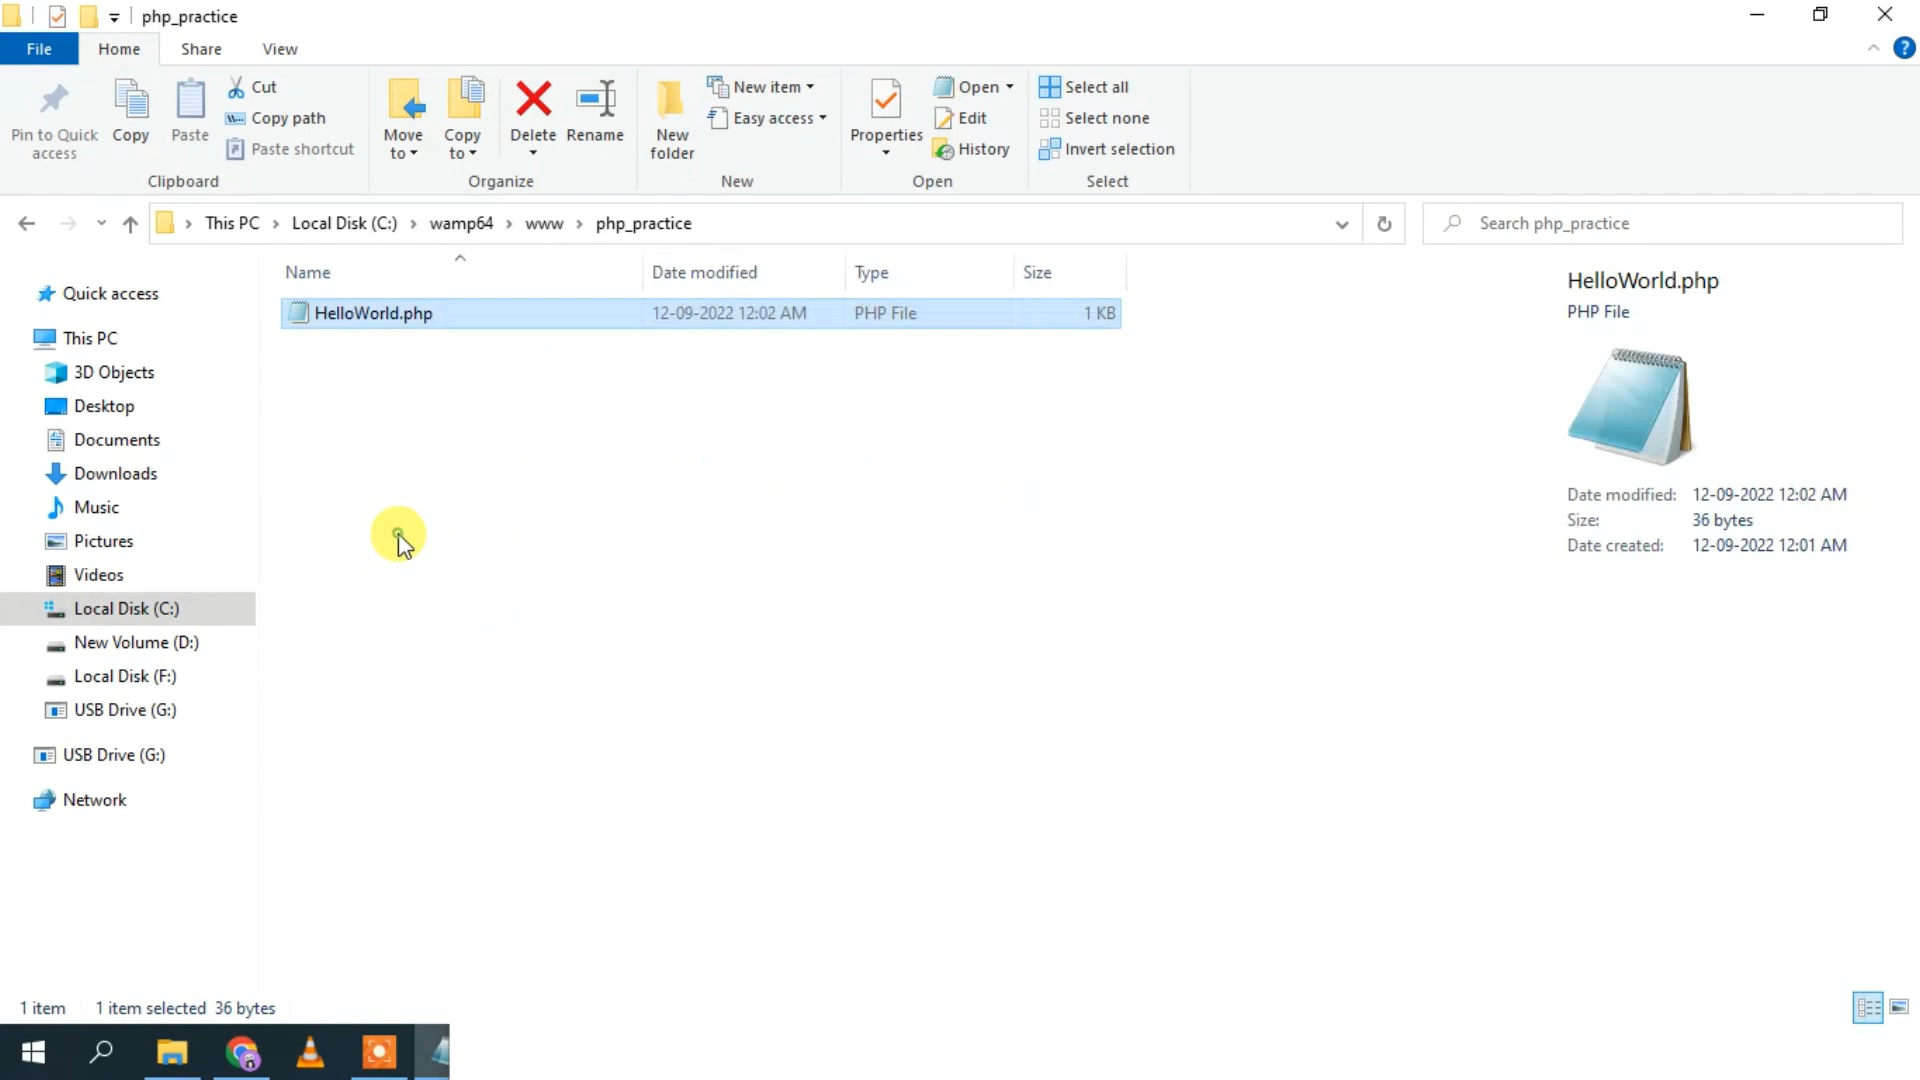 php_practice
File Home Share View
Pin to Quick access
Copy
Paste
Cut
Copy path
Paste shortcut
Clipboard
Move to
Copy to
Delete
Rename
Organize
New folder
New item
Easy access
New
Properties
Open
Edit
History
Open
Select all
Select none
Invert selection
Select
This PC › Local Disk (C:) › wamp64 › www › php_practice
Search php_practice
Quick access
This PC
3D Objects
Desktop
Documents
Downloads
Music
Pictures
Videos
Local Disk (C:)
New Volume (D:)
Local Disk (F:)
USB Drive (G:)
USB Drive (G:)
Network
Name Date modified Type Size
HelloWorld.php 12-09-2022 12:02 AM PHP File 1 KB
HelloWorld.php
PHP File
Date modified: 12-09-2022 12:02 AM
Size: 36 bytes
Date created: 12-09-2022 12:01 AM
1 item 1 item selected 36 bytes